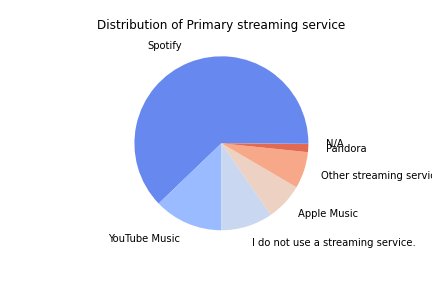 Distribution of Primary streaming service
Spotify
N/A
Pandora
Other streaming servic
Apple Music
YouTube Music
I do not use a streaming service.